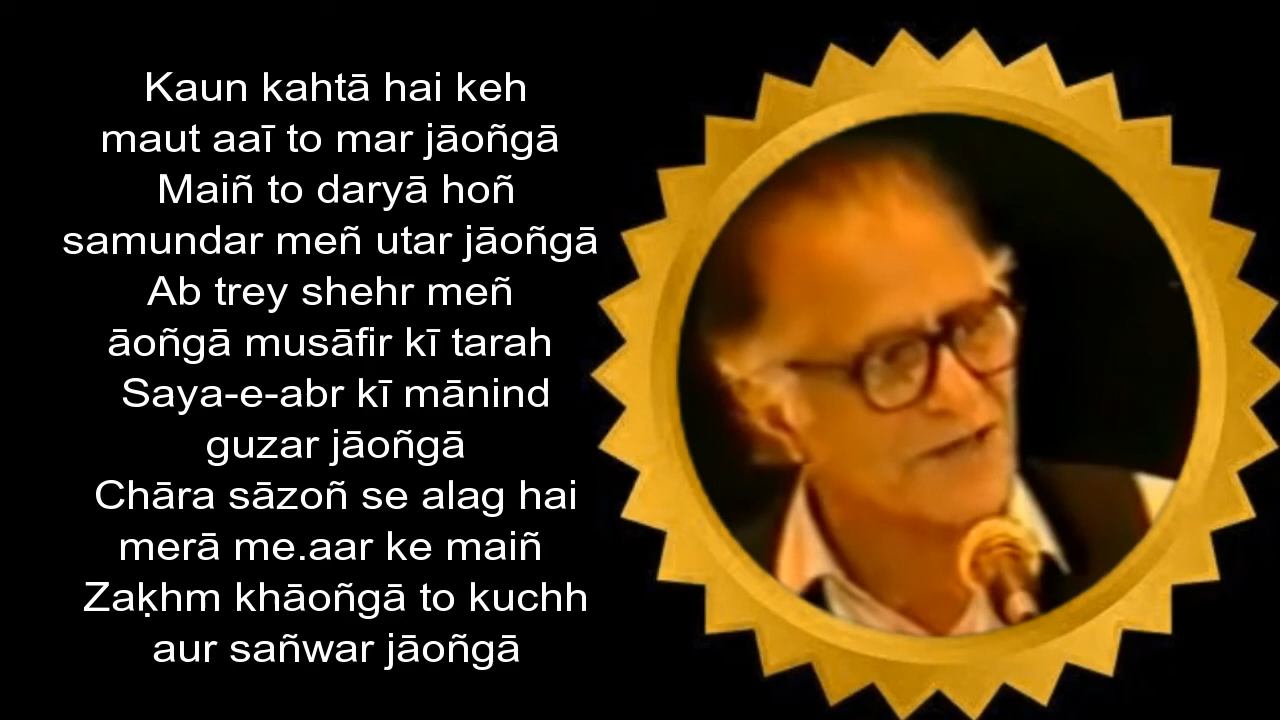 Kaun kahtā hai keh
maut aaī to mar jāoñgā
Maiñ to daryā hoñ
samundar meñ utar jāoñgā
Ab trey shehr meñ
āoñgā musāfir kī tarah
Saya-e-abr kī mānind
guzar jāoñgā
Chāra sāzoñ se alag hai
merā me.aar ke maiñ
Zaḳhm khāoñgā to kuchh
aur sañwar jāoñgā